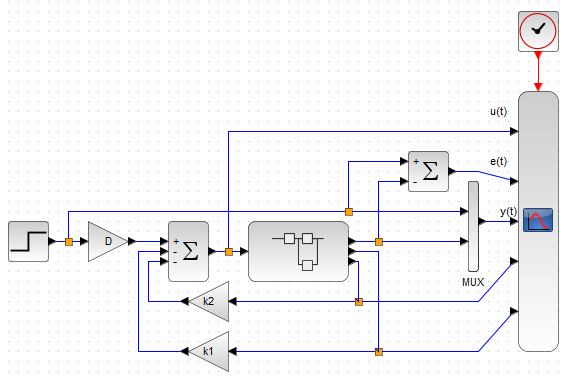 u(t)
+
Σ
-
e(t)
y(t)
D
+
-
-
Σ
MUX
k2
k1